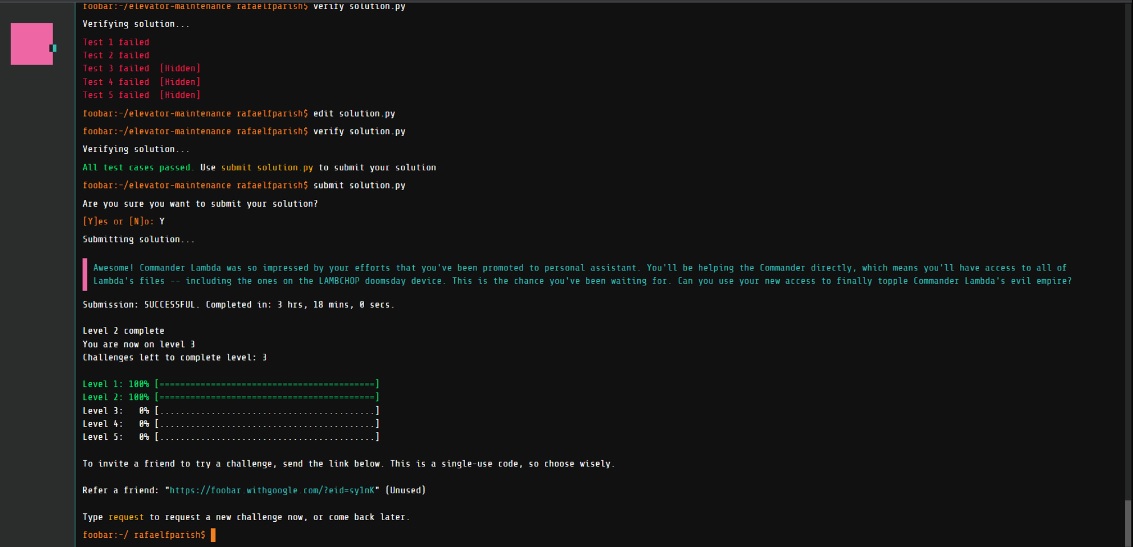 foobar:~/elevator-maintenance rafaelfparish$ verify solution.py
Verifying solution...
Test 1 failed
Test 2 failed
Test 3 failed  [Hidden]
Test 4 failed  [Hidden]
Test 5 failed  [Hidden]
foobar:~/elevator-maintenance rafaelfparish$ edit solution.py
foobar:~/elevator-maintenance rafaelfparish$ verify solution.py
Verifying solution...
All test cases passed. Use submit solution.py to submit your solution
foobar:~/elevator-maintenance rafaelfparish$ submit solution.py
Are you sure you want to submit your solution?
[Y]es or [N]o: Y
Submitting solution...
Awesome! Commander Lambda was so impressed by your efforts that you've been promoted to personal assistant. You'll be helping the Commander directly, which means you'll have access to all of
Lambda's files -- including the ones on the LAMBCHOP doomsday device. This is the chance you've been waiting for. Can you use your new access to finally topple Commander Lambda's evil empire?
Submission: SUCCESSFUL. Completed in: 3 hrs, 18 mins, 0 secs.
Level 2 complete
You are now on level 3
Challenges left to complete level: 3
Level 1: 100% [==========================================]
Level 2: 100% [==========================================]
Level 3:   0% [..........................................]
Level 4:   0% [..........................................]
Level 5:   0% [..........................................]
To invite a friend to try a challenge, send the link below. This is a single-use code, so choose wisely.
Refer a friend: "https://foobar.withgoogle.com/?eid=sy1nK" (Unused)
Type request to request a new challenge now, or come back later.
foobar:~/ rafaelfparish$